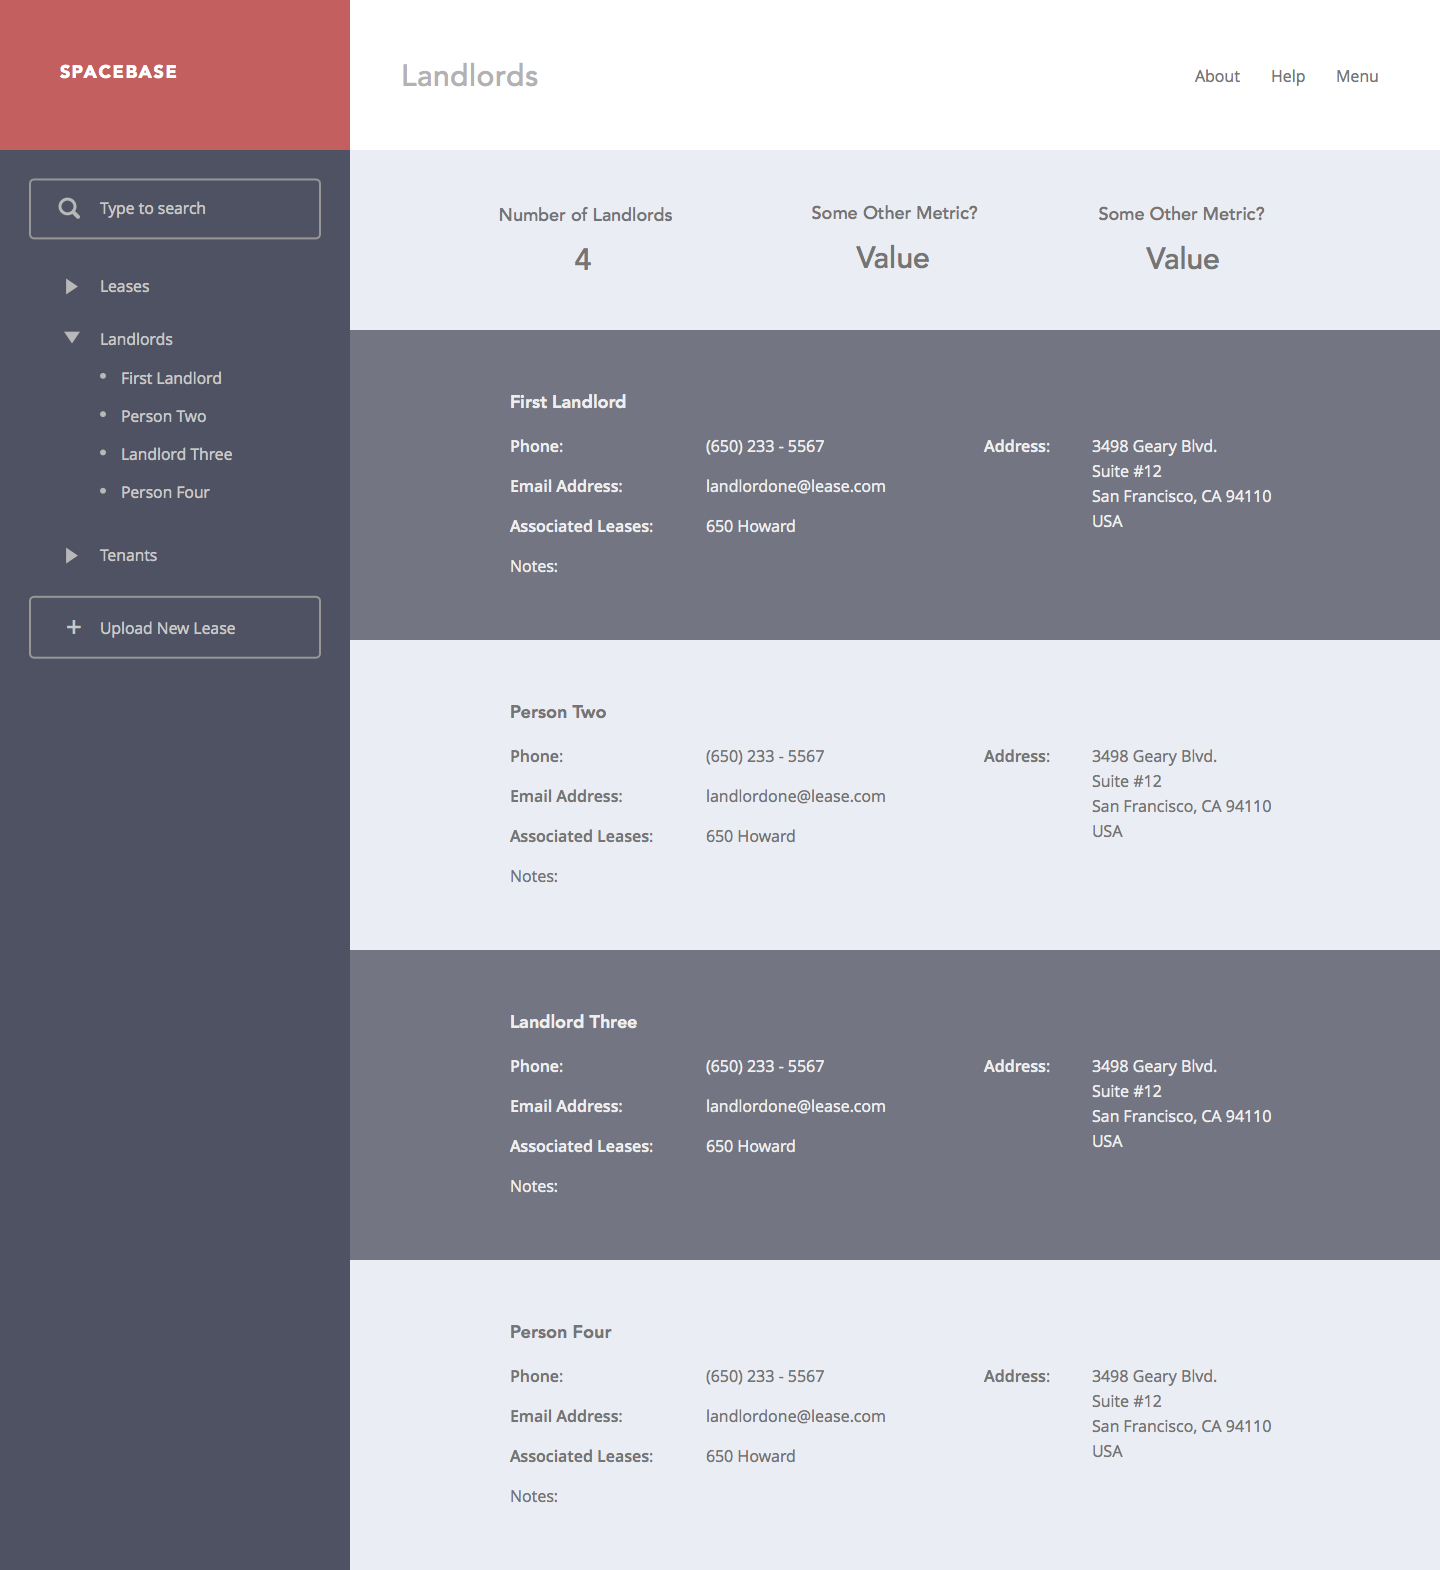 SPACEBASE
Landlords
About Help Menu
Type to search
Leases
Landlords
First Landlord
Person Two
Landlord Three
Person Four
Tenants
Upload New Lease
Number of Landlords
4
Some Other Metric?
Value
Some Other Metric?
Value
First Landlord
Phone: (650) 233 - 5567
Email Address: landlordone@lease.com
Associated Leases: 650 Howard
Notes:
Address: 3498 Geary Blvd.
Suite #12
San Francisco, CA 94110
USA
Person Two
Phone: (650) 233 - 5567
Email Address: landlordone@lease.com
Associated Leases: 650 Howard
Notes:
Address: 3498 Geary Blvd.
Suite #12
San Francisco, CA 94110
USA
Landlord Three
Phone: (650) 233 - 5567
Email Address: landlordone@lease.com
Associated Leases: 650 Howard
Notes:
Address: 3498 Geary Blvd.
Suite #12
San Francisco, CA 94110
USA
Person Four
Phone: (650) 233 - 5567
Email Address: landlordone@lease.com
Associated Leases: 650 Howard
Notes:
Address: 3498 Geary Blvd.
Suite #12
San Francisco, CA 94110
USA